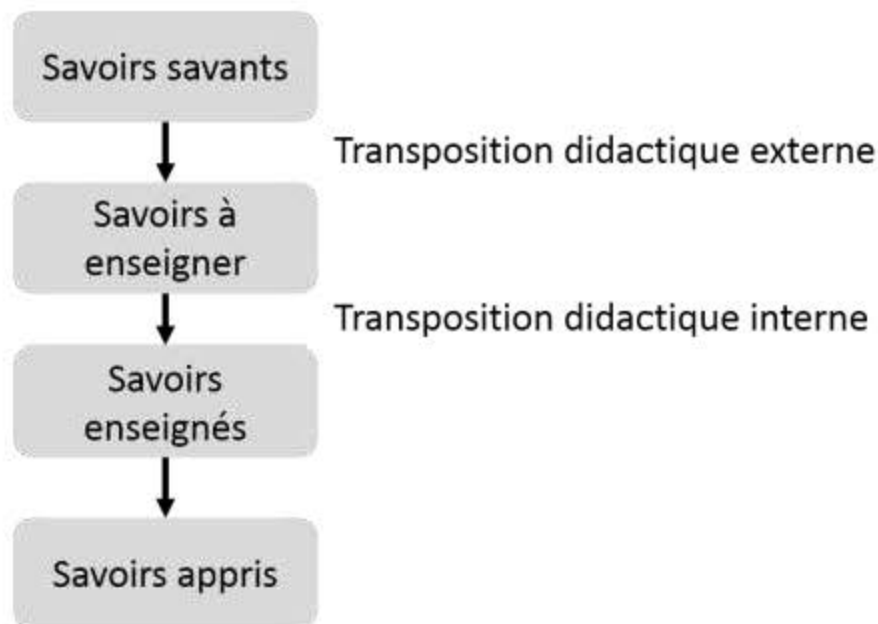 Savoirs savants
Transposition didactique externe
Savoirs à
enseigner
Transposition didactique interne
Savoirs
enseignés
Savoirs appris